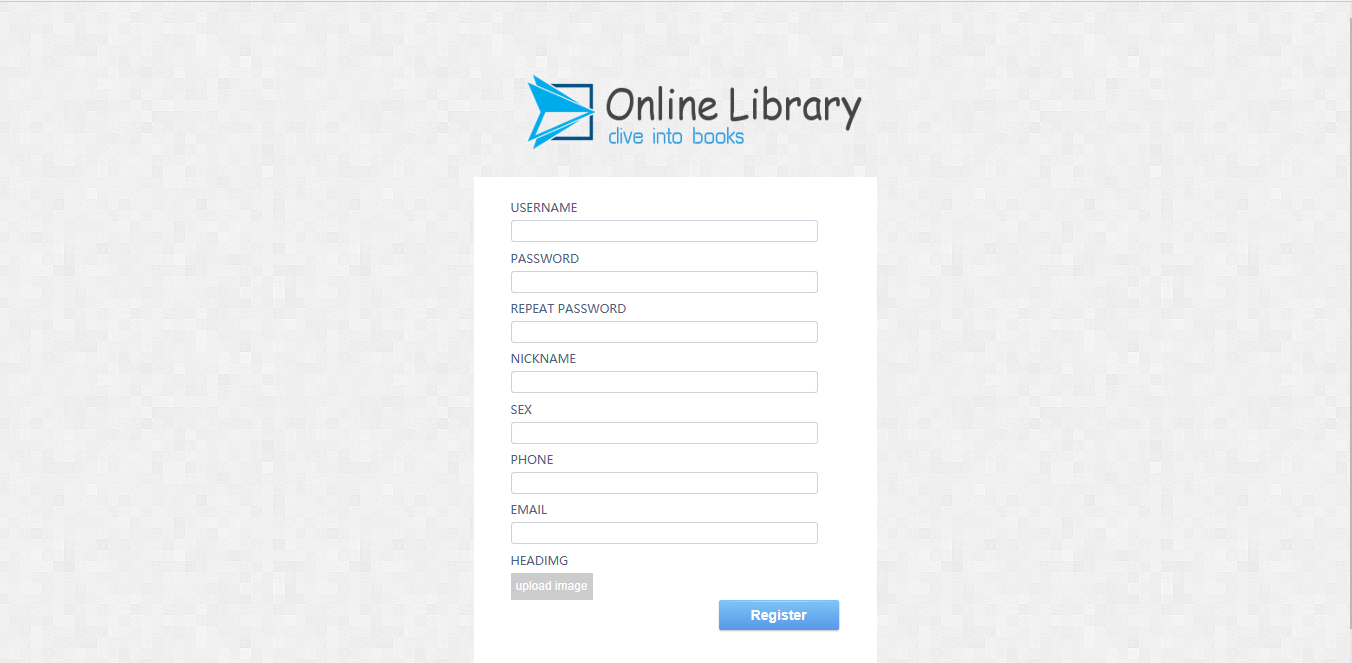 Online Library
dive into books
USERNAME
PASSWORD
REPEAT PASSWORD
NICKNAME
SEX
PHONE
EMAIL
HEADIMG
upload image
Register